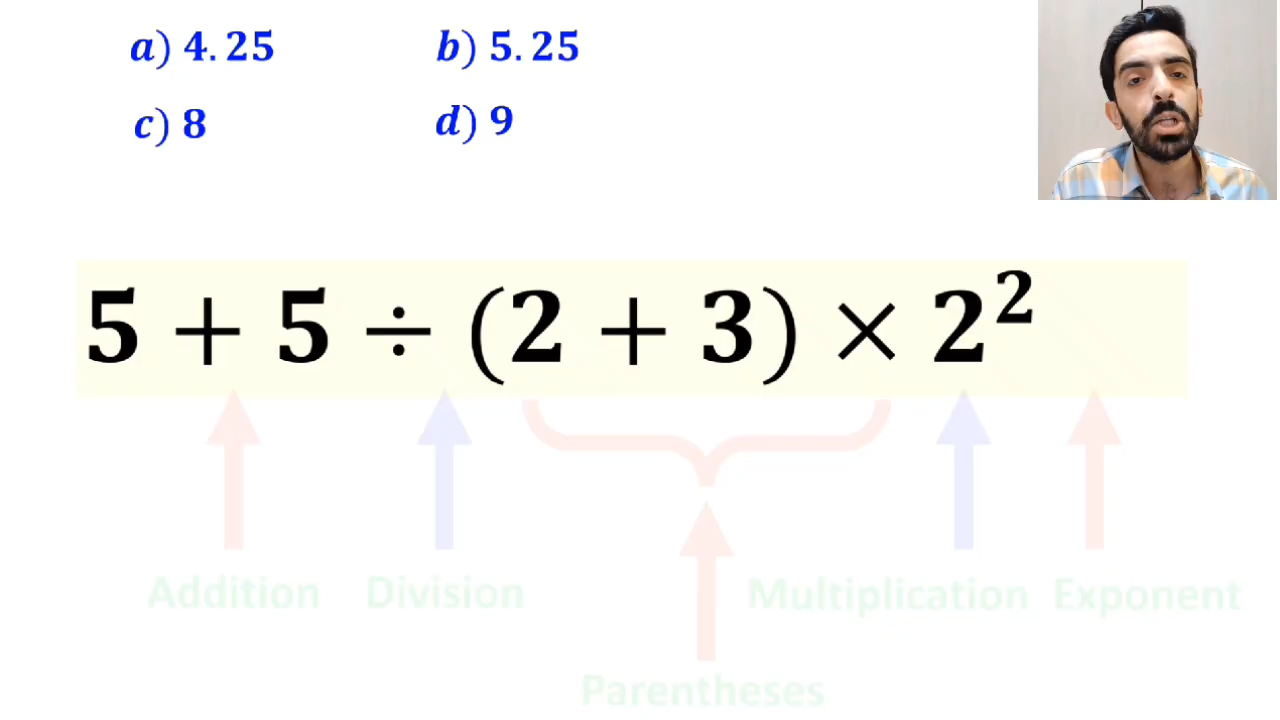 a) 4.25 b) 5.25
c) 8 d) 9
5 + 5 ÷ (2 + 3) × 2²
Addition Division Multiplication Exponent
Parentheses